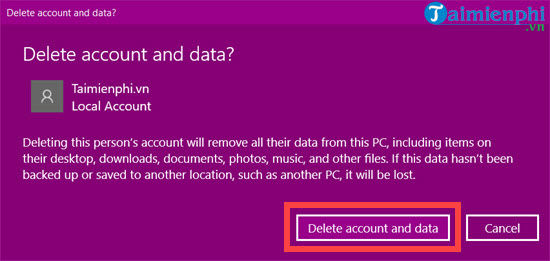 Delete account and data?
Taimienphi
.vn
Delete account and data?
Taimienphi.vn
Local Account
Deleting this person's account will remove all their data from this PC, including items on
their desktop, downloads, documents, photos, music, and other files. If this data hasn't been
backed up or saved to another location, such as another PC, it will be lost.
Delete account and data
Cancel